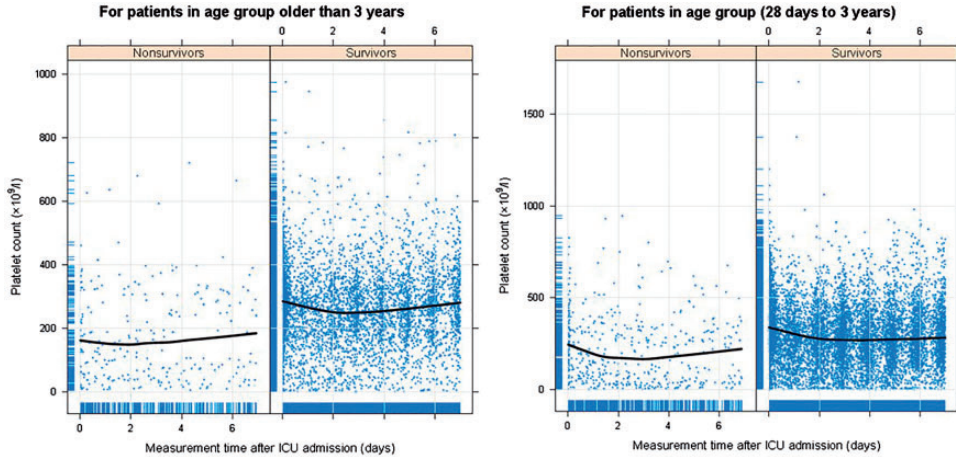 For patients in age group older than 3 years
0 2 4 6
Nonsurvivors Survivors
1000
800
600
400
200
0
Platelet count (×10⁹/l)
0 2 4 6
Measurement time after ICU admission (days)
For patients in age group (28 days to 3 years)
0 2 4 6
Nonsurvivors Survivors
1500
1000
500
0
Platelet count (×10⁹/l)
0 2 4 6
Measurement time after ICU admission (days)